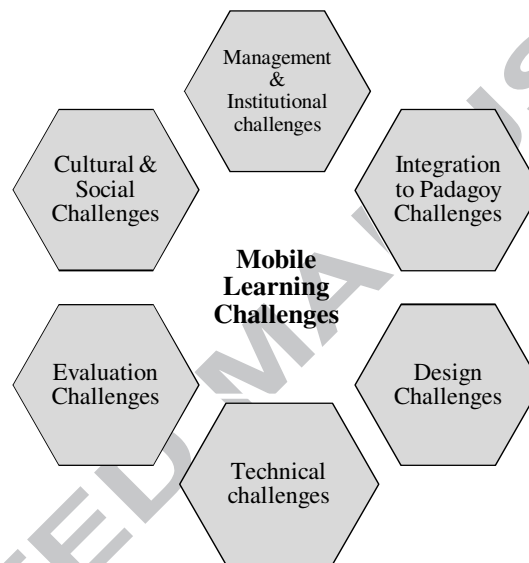 Management
&
Institutional
challenges
Cultural &
Social
Challenges
Integration
to Padagoy
Challenges
Mobile
Learning
Challenges
Evaluation
Challenges
Design
Challenges
Technical
challenges